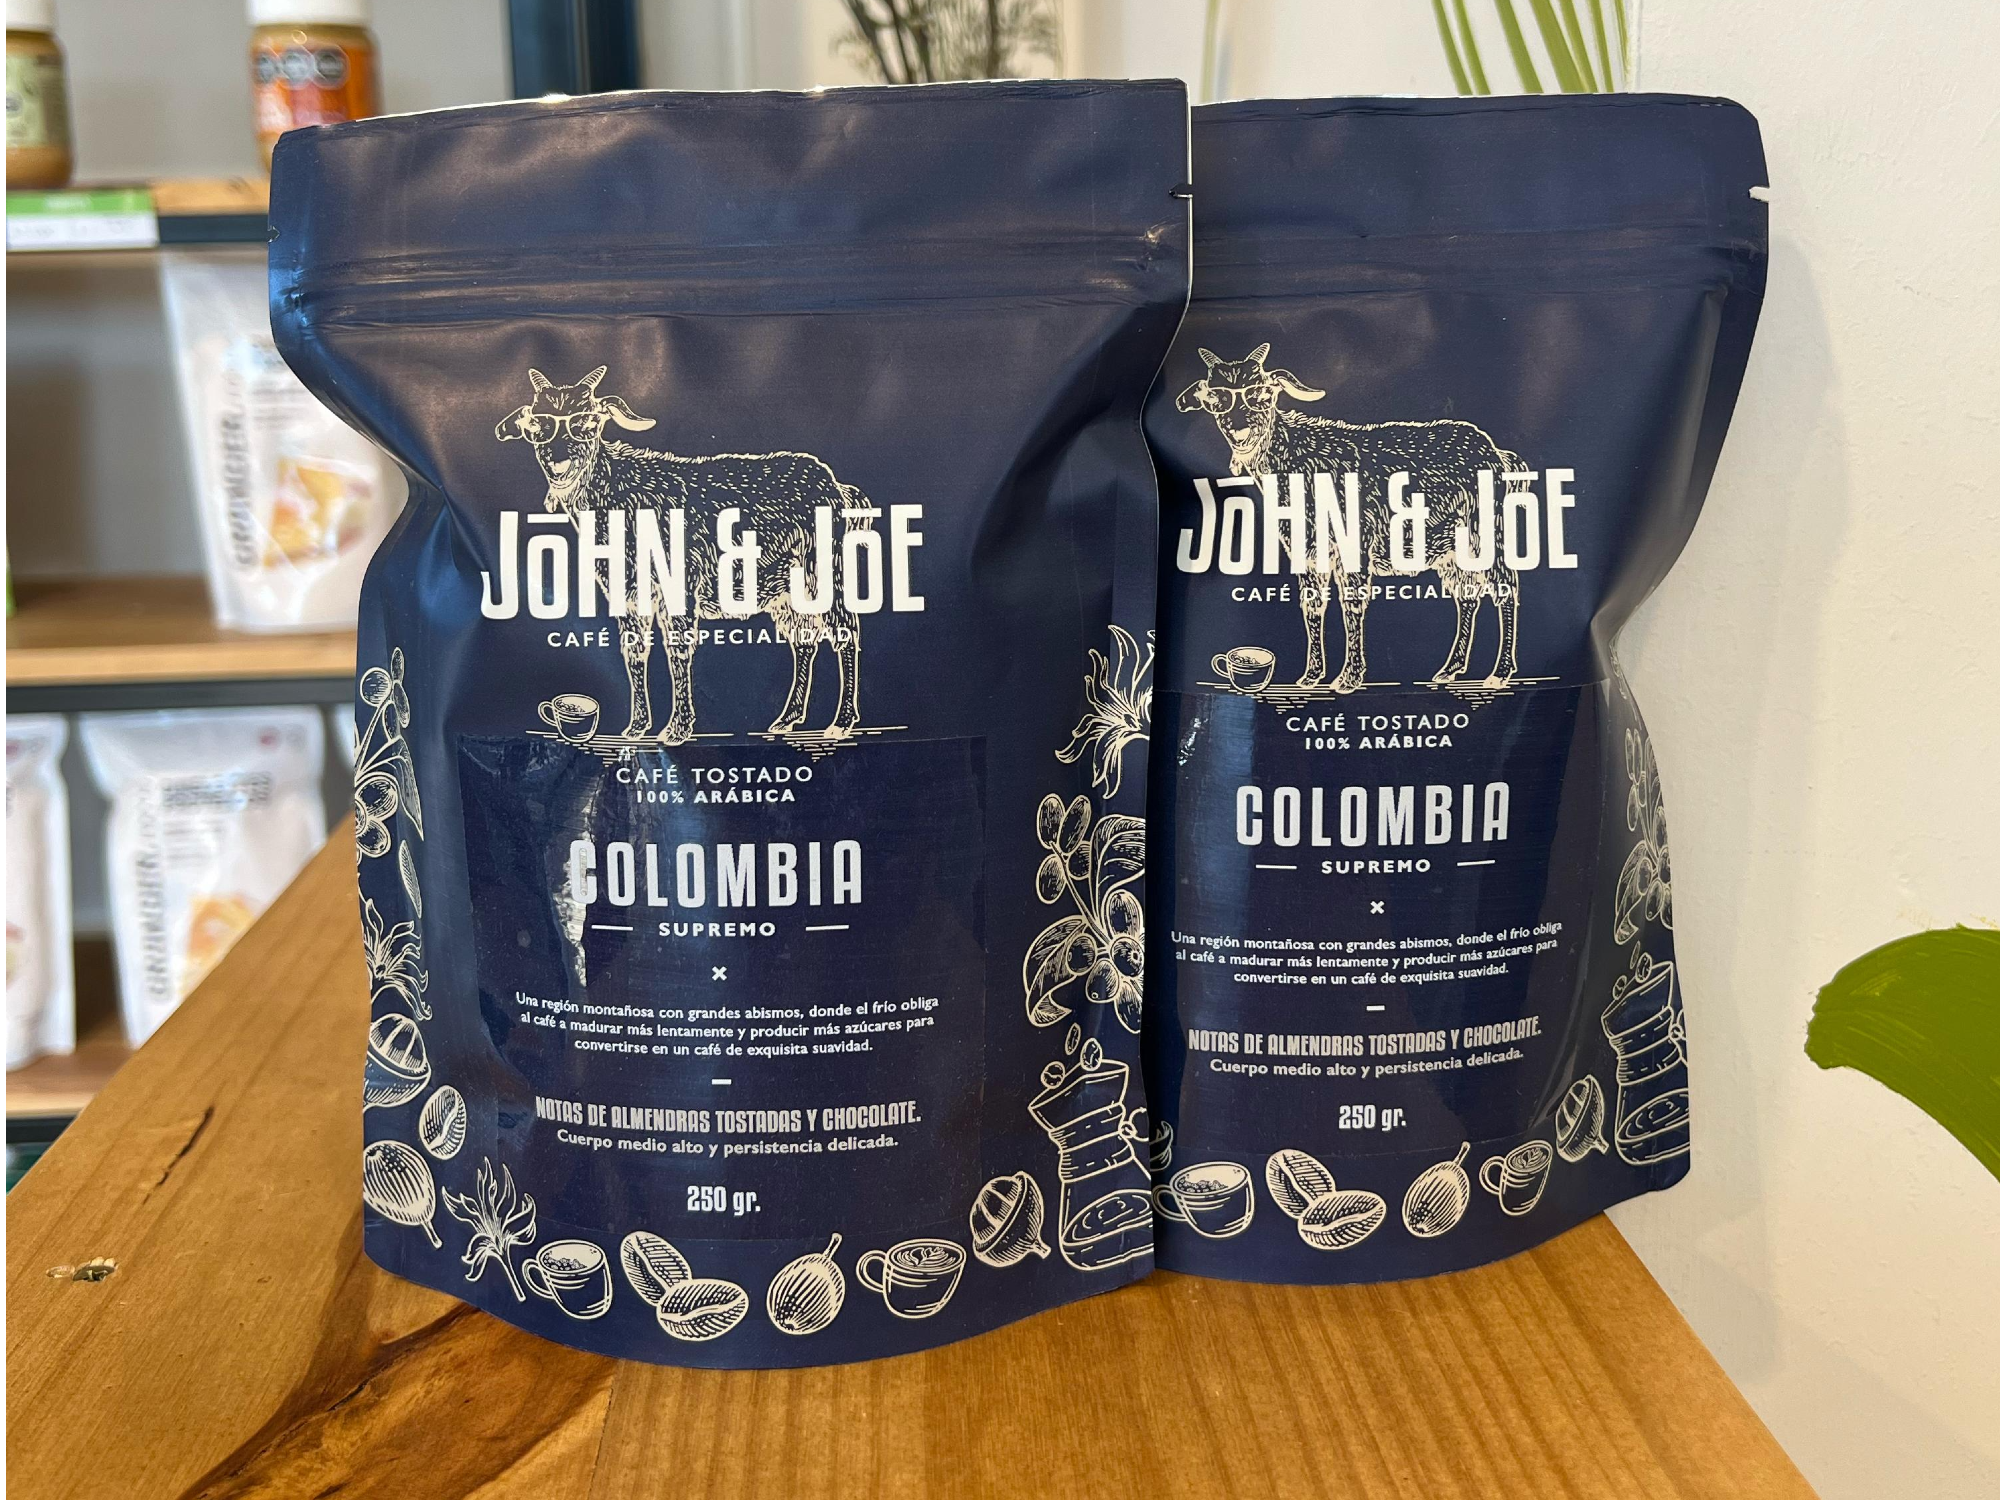 JōHN & JōE
CAFÉ DE ESPECIALIDAD
CAFÉ TOSTADO
100% ARÁBICA
COLOMBIA
SUPREMO
Una región montañosa con grandes abismos, donde el frío obliga
al café a madurar más lentamente y producir más azúcares para
convertirse en un café de exquisita suavidad.
NOTAS DE ALMENDRAS TOSTADAS Y CHOCOLATE.
Cuerpo medio alto y persistencia delicada.
250 gr.
JōHN & JōE
CAFÉ DE ESPECIALIDAD
CAFÉ TOSTADO
100% ARÁBICA
COLOMBIA
SUPREMO
Una región montañosa con grandes abismos, donde el frío obliga
al café a madurar más lentamente y producir más azúcares para
convertirse en un café de exquisita suavidad.
NOTAS DE ALMENDRAS TOSTADAS Y CHOCOLATE.
Cuerpo medio alto y persistencia delicada.
250 gr.